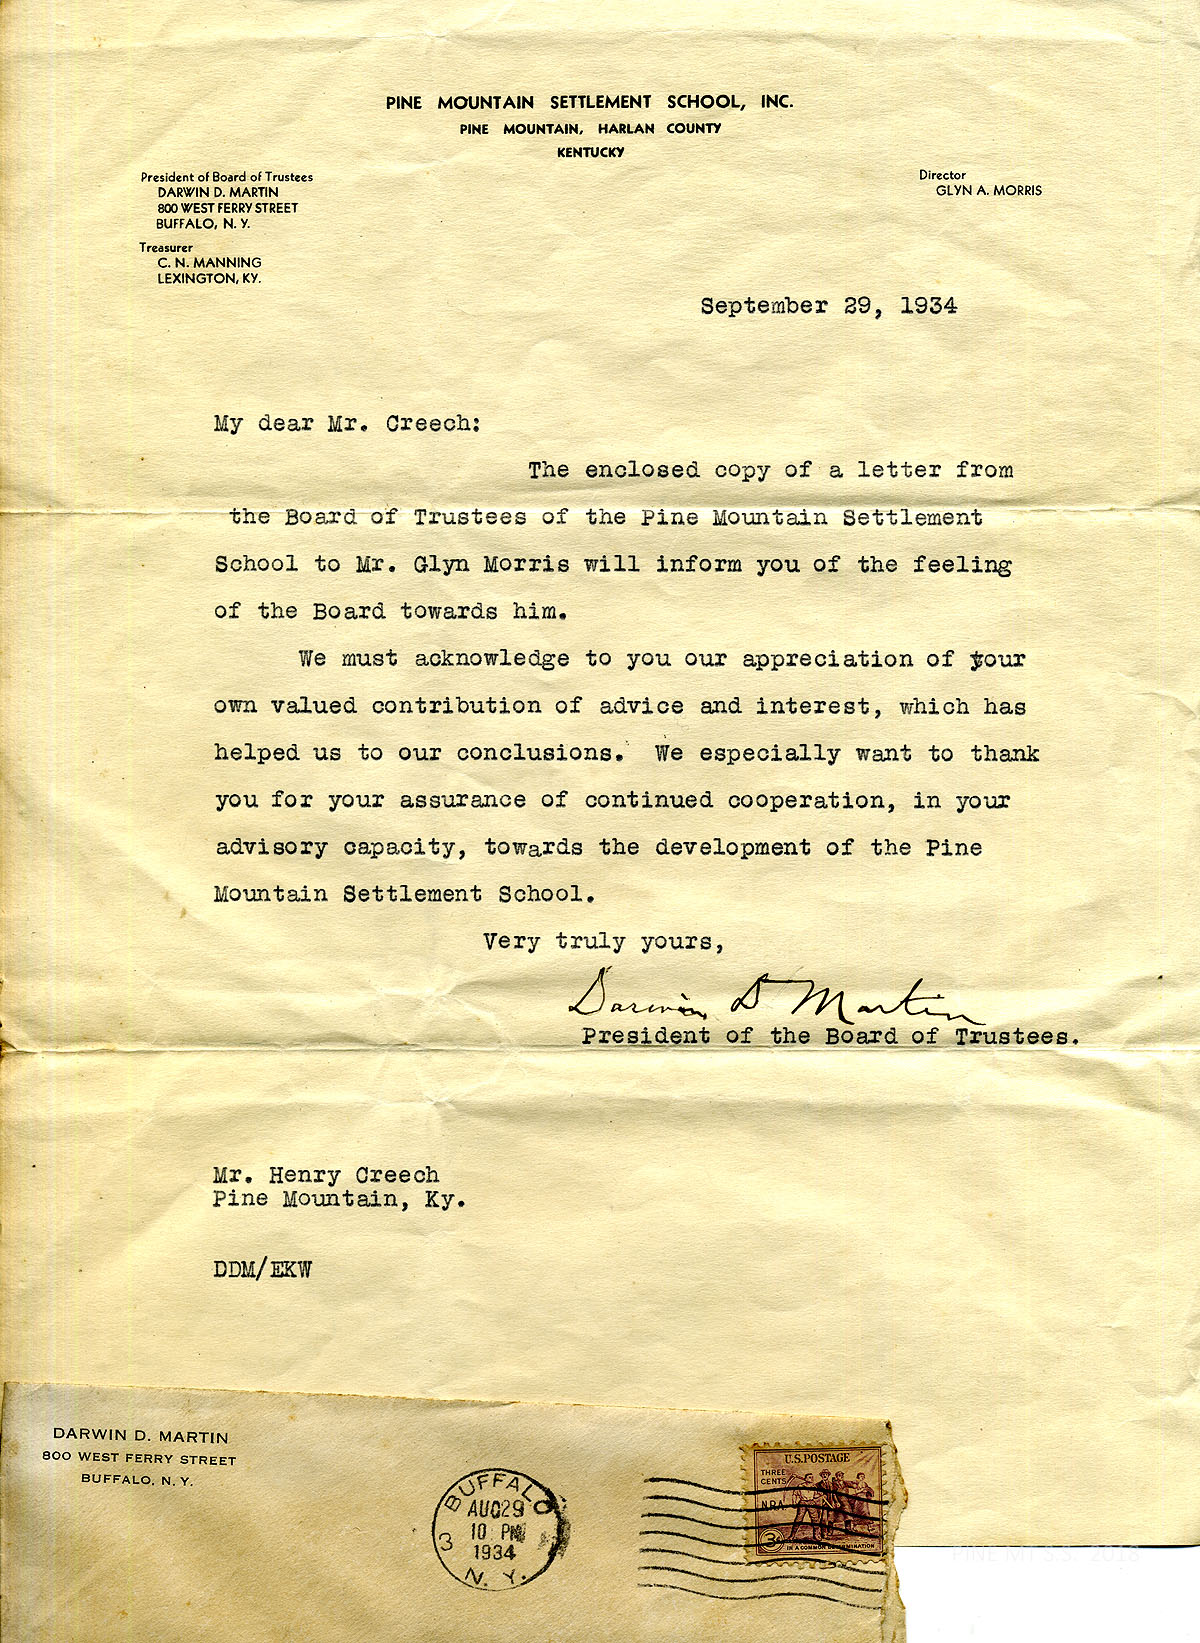 PINE MOUNTAIN SETTLEMENT SCHOOL, INC.
PINE MOUNTAIN, HARLAN COUNTY
KENTUCKY
President of Board of Trustees
DARWIN D. MARTIN
800 WEST FERRY STREET
BUFFALO, N. Y.
Treasurer
C. N. MANNING
LEXINGTON, KY.
Director
GLYN A. MORRIS
September 29, 1934
My dear Mr. Creech:
The enclosed copy of a letter from
the Board of Trustees of the Pine Mountain Settlement
School to Mr. Glyn Morris will inform you of the feeling
of the Board towards him.
We must acknowledge to you our appreciation of your
own valued contribution of advice and interest, which has
helped us to our conclusions. We especially want to thank
you for your assurance of continued cooperation, in your
advisory capacity, towards the development of the Pine
Mountain Settlement School.
Very truly yours,
Darwin D Martin
President of the Board of Trustees.
Mr. Henry Creech
Pine Mountain, Ky.
DDM/EKW
DARWIN D. MARTIN
800 WEST FERRY STREET
BUFFALO, N. Y.
BUFFALO
AUG 29
10 PM
1934
3
N. Y.
U.S. POSTAGE
THREE
CENTS
N.R.A.
3¢
IN A COMMON DETERMINATION
PINE MT S.S. 2018